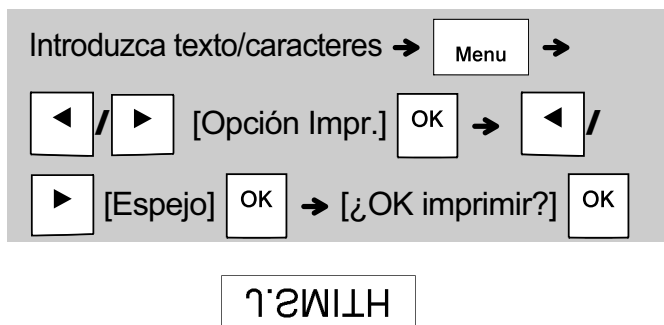 Introduzca texto/caracteres ➔ Menu ➔
◄/► [Opción Impr.] OK ➔ ◄/
► [Espejo] OK ➔ [¿OK imprimir?] OK
J.SMITH